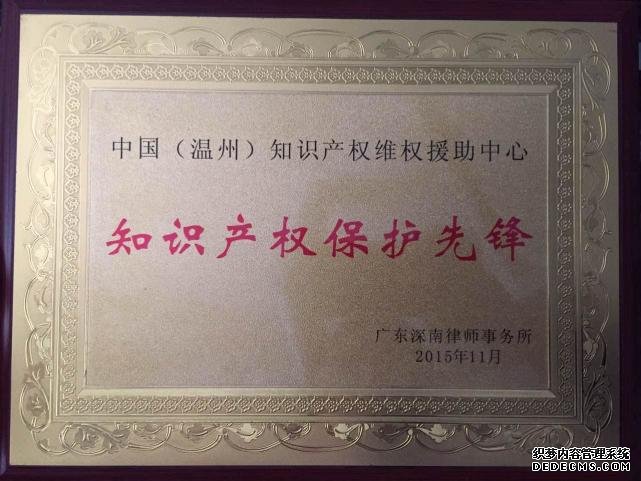 中国（温州）知识产权维权援助中心
知识产权保护先锋
广东深南律师事务所
2015年11月
织梦内容管理系统
DEDECMS.COM